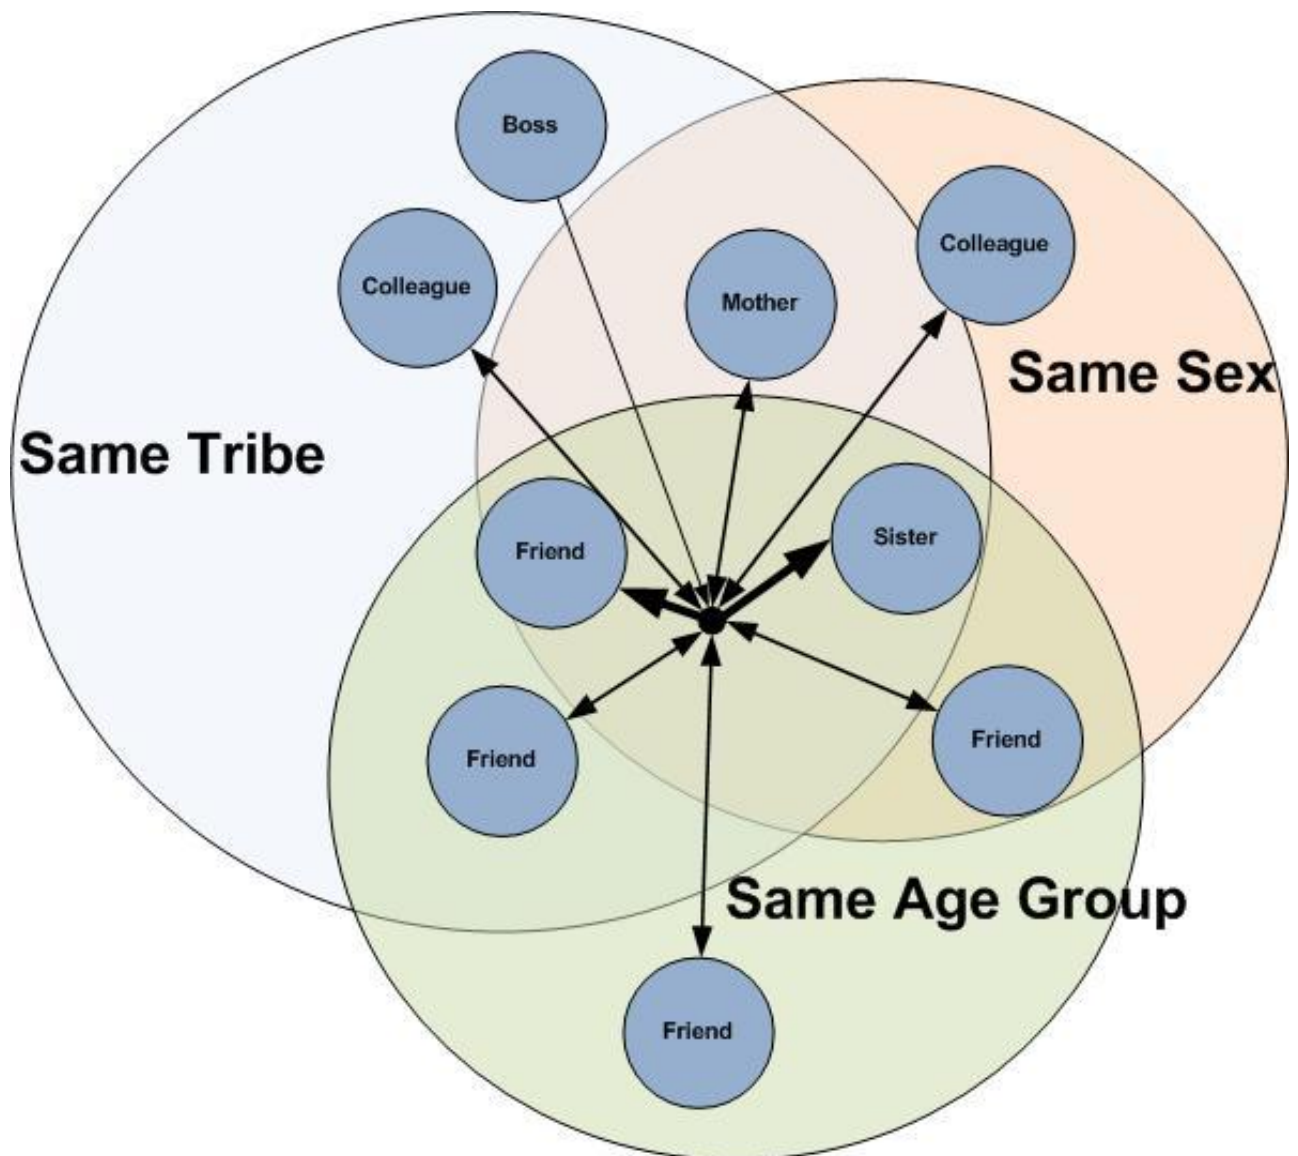 Boss
Colleague
Colleague
Mother
Same Sex
Same Tribe
Friend
Sister
Friend
Friend
Same Age Group
Friend